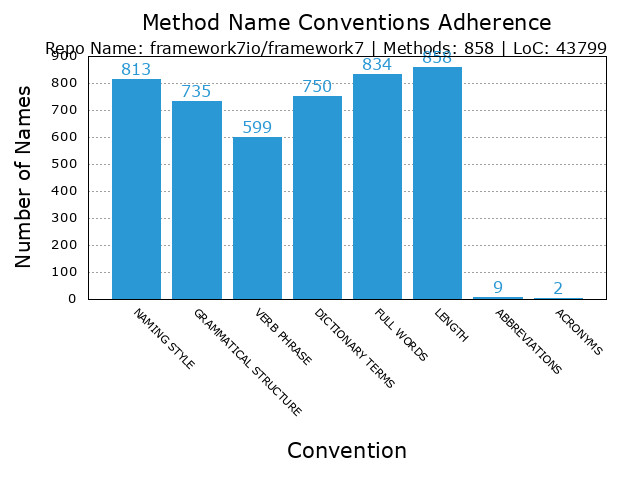 Method Name Conventions Adherence
Repo Name: framework7io/framework7 | Methods: 858 | LoC: 43799
Number of Names
900
800
700
600
500
400
300
200
100
0
813
735
599
750
834
858
9
2
NAMING STYLE
GRAMMATICAL STRUCTURE
VERB PHRASE
DICTIONARY TERMS
FULL WORDS
LENGTH
ABBREVIATIONS
ACRONYMS
Convention